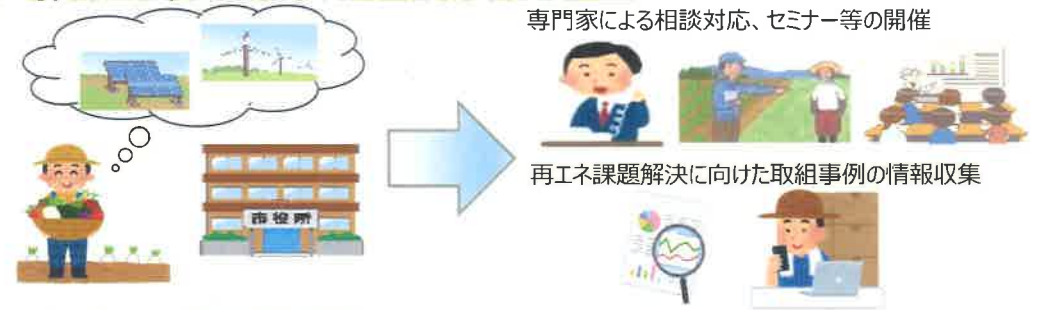 専門家による相談対応、セミナー等の開催
市役所
再エネ課題解決に向けた取組事例の情報収集